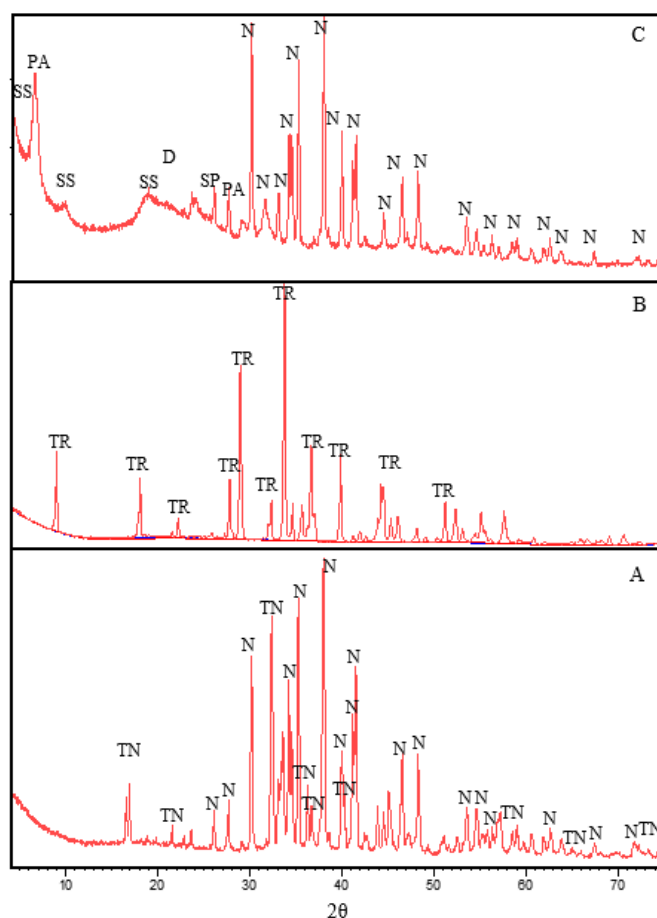 N C
N N
PA
SS
N N N
D N N
SS SS SP PA N N
N
N N N N N N N
TR B
TR
TR TR TR
TR TR TR
TR TR
TR
N A
N
TN
N N
N
N
TN N N N
TN TN
N N
TN TN
N N N TN N TN N N TN
10 20 30 40 50 60 70
2θ